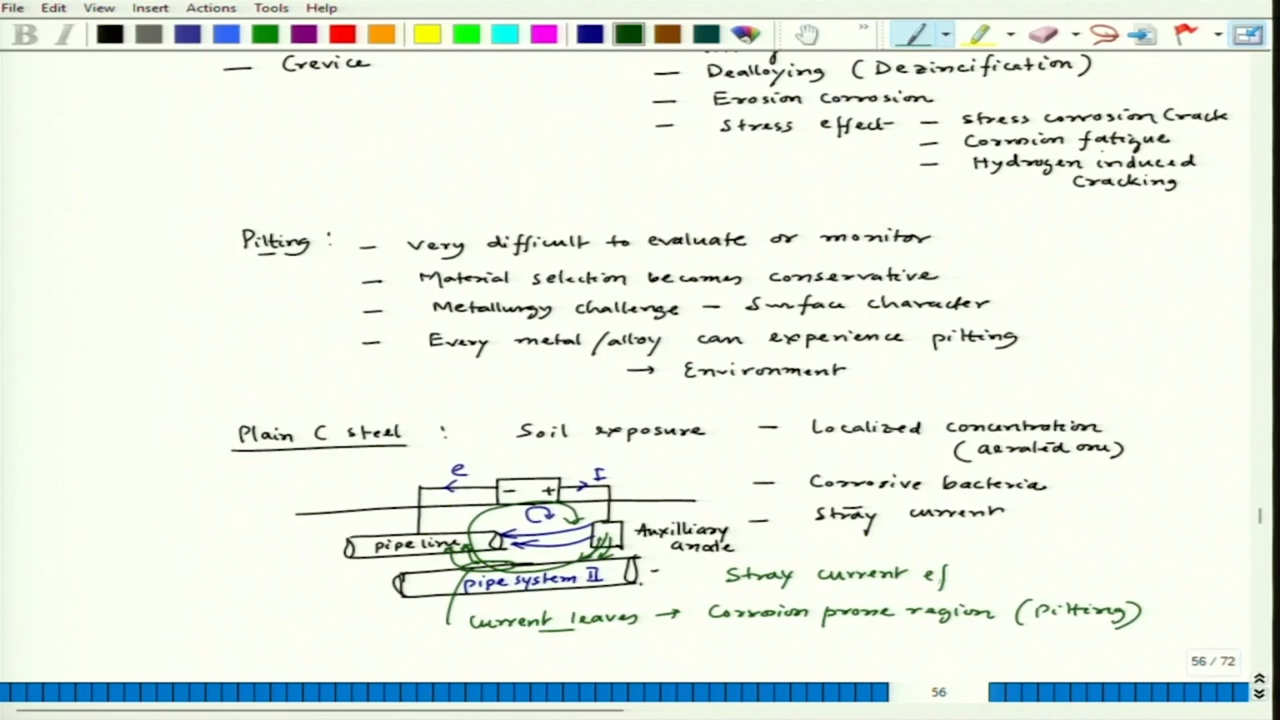 File Edit View Insert Actions Tools Help
B I
— Crevice
— Dealloying (Dezincification)
— Erosion corrosion
— Stress effect — stress corrosion Crack
— Corrosion fatigue
— Hydrogen induced
Cracking
Pitting : — very difficult to evaluate or monitor
— Material selection becomes conservative
— Metallurgy challenge — Surface character
— Every metal/alloy can experience pitting
→ Environment
Plain C steel : Soil exposure — Localized concentration
(aerated one)
e − + I
— Corrosive bacteria
— Stray current
pipe line
Auxilliary
anode
pipe system II
Stray current ef
current leaves → Corrosion prone region (Pitting)
56 / 72
56